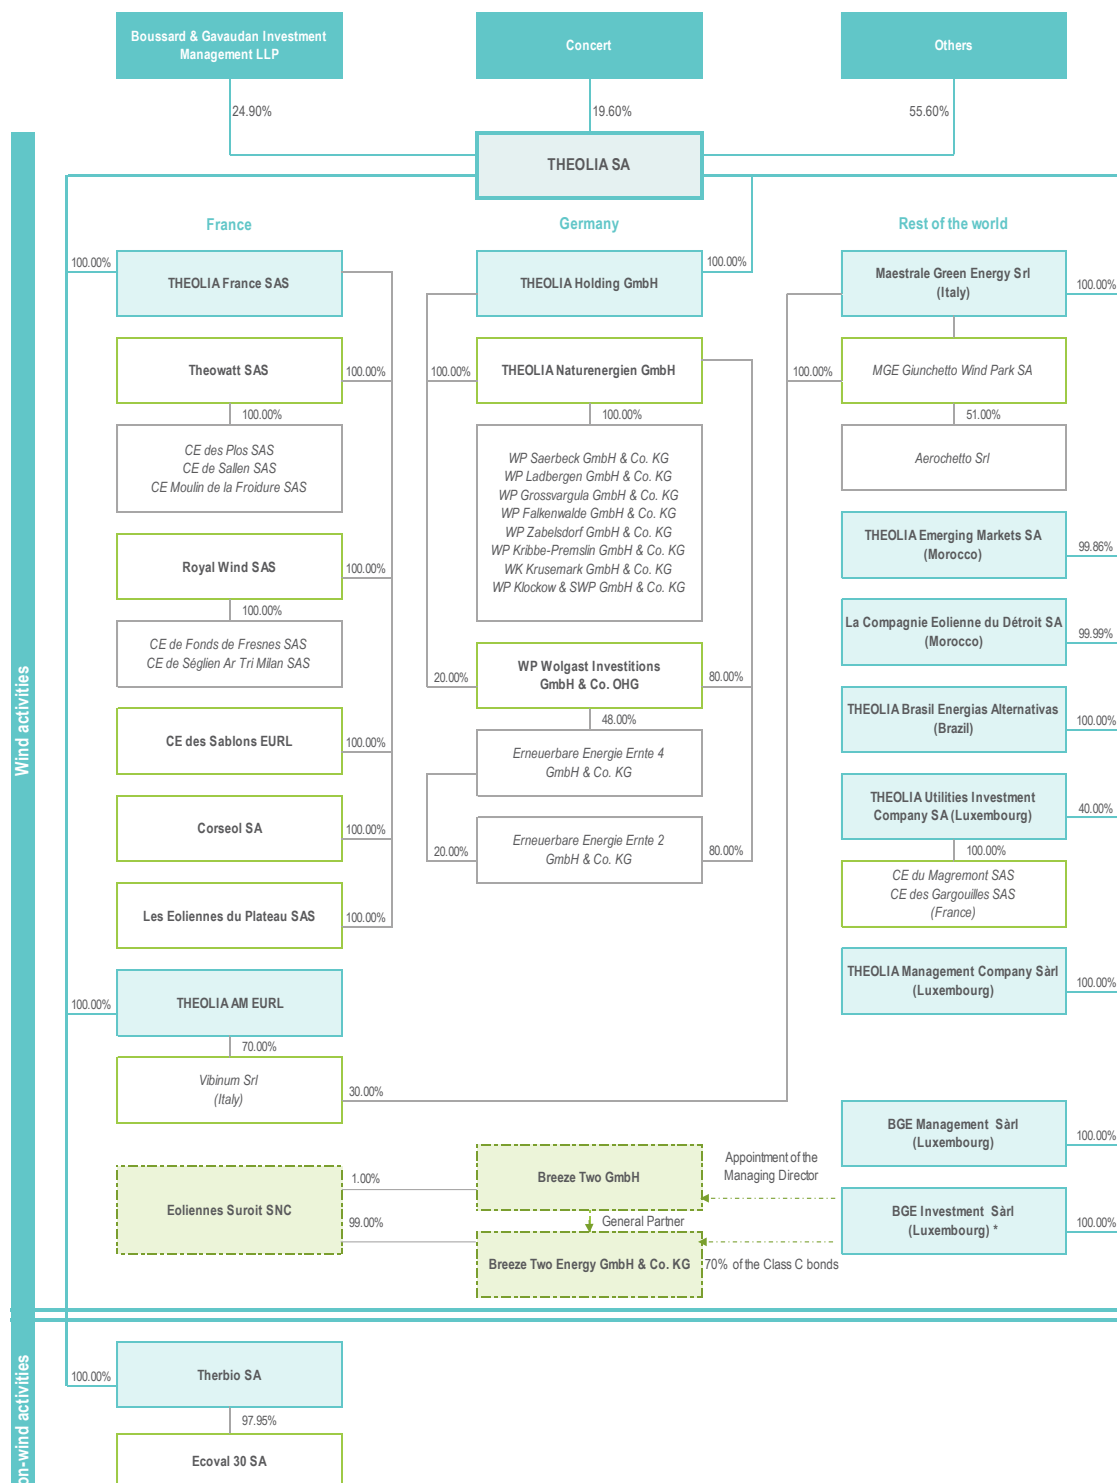 Boussard & Gavaudan Investment
Management LLP
Concert
Others
24.90%
19.60%
55.60%
THEOLIA SA
Wind activities
France
Germany
Rest of the world
100.00%
THEOLIA France SAS
THEOLIA Holding GmbH
100.00%
Maestrale Green Energy Srl
(Italy)
100.00%
Theowatt SAS
100.00%
100.00%
THEOLIA Naturenergien GmbH
100.00%
MGE Giunchetto Wind Park SA
100.00%
100.00%
51.00%
CE des Plos SAS
CE de Sallen SAS
CE Moulin de la Froidure SAS
WP Saerbeck GmbH & Co. KG
WP Ladbergen GmbH & Co. KG
WP Grossvargula GmbH & Co. KG
WP Falkenwalde GmbH & Co. KG
WP Zabelsdorf GmbH & Co. KG
WP Kribbe-Premslin GmbH & Co. KG
WK Krusemark GmbH & Co. KG
WP Klockow & SWP GmbH & Co. KG
Aerochetto Srl
Royal Wind SAS
100.00%
THEOLIA Emerging Markets SA
(Morocco)
99.86%
100.00%
CE de Fonds de Fresnes SAS
CE de Séglien Ar Tri Milan SAS
La Compagnie Eolienne du Détroit SA
(Morocco)
99.99%
20.00%
WP Wolgast Investitions
GmbH & Co. OHG
80.00%
48.00%
CE des Sablons EURL
100.00%
Erneuerbare Energie Ernte 4
GmbH & Co. KG
THEOLIA Brasil Energias Alternativas
(Brazil)
100.00%
Corseol SA
100.00%
20.00%
Erneuerbare Energie Ernte 2
GmbH & Co. KG
80.00%
THEOLIA Utilities Investment
Company SA (Luxembourg)
40.00%
100.00%
Les Eoliennes du Plateau SAS
100.00%
CE du Magremont SAS
CE des Gargouilles SAS
(France)
100.00%
THEOLIA AM EURL
THEOLIA Management Company Sàrl
(Luxembourg)
100.00%
70.00%
Vibinum Srl
(Italy)
30.00%
BGE Management Sàrl
(Luxembourg)
100.00%
Eoliennes Suroit SNC
1.00%
99.00%
Breeze Two GmbH
Appointment of the
Managing Director
General Partner
Breeze Two Energy GmbH & Co. KG
70% of the Class C bonds
BGE Investment Sàrl
(Luxembourg) *
100.00%
on-wind activities
100.00%
Therbio SA
97.95%
Ecoval 30 SA